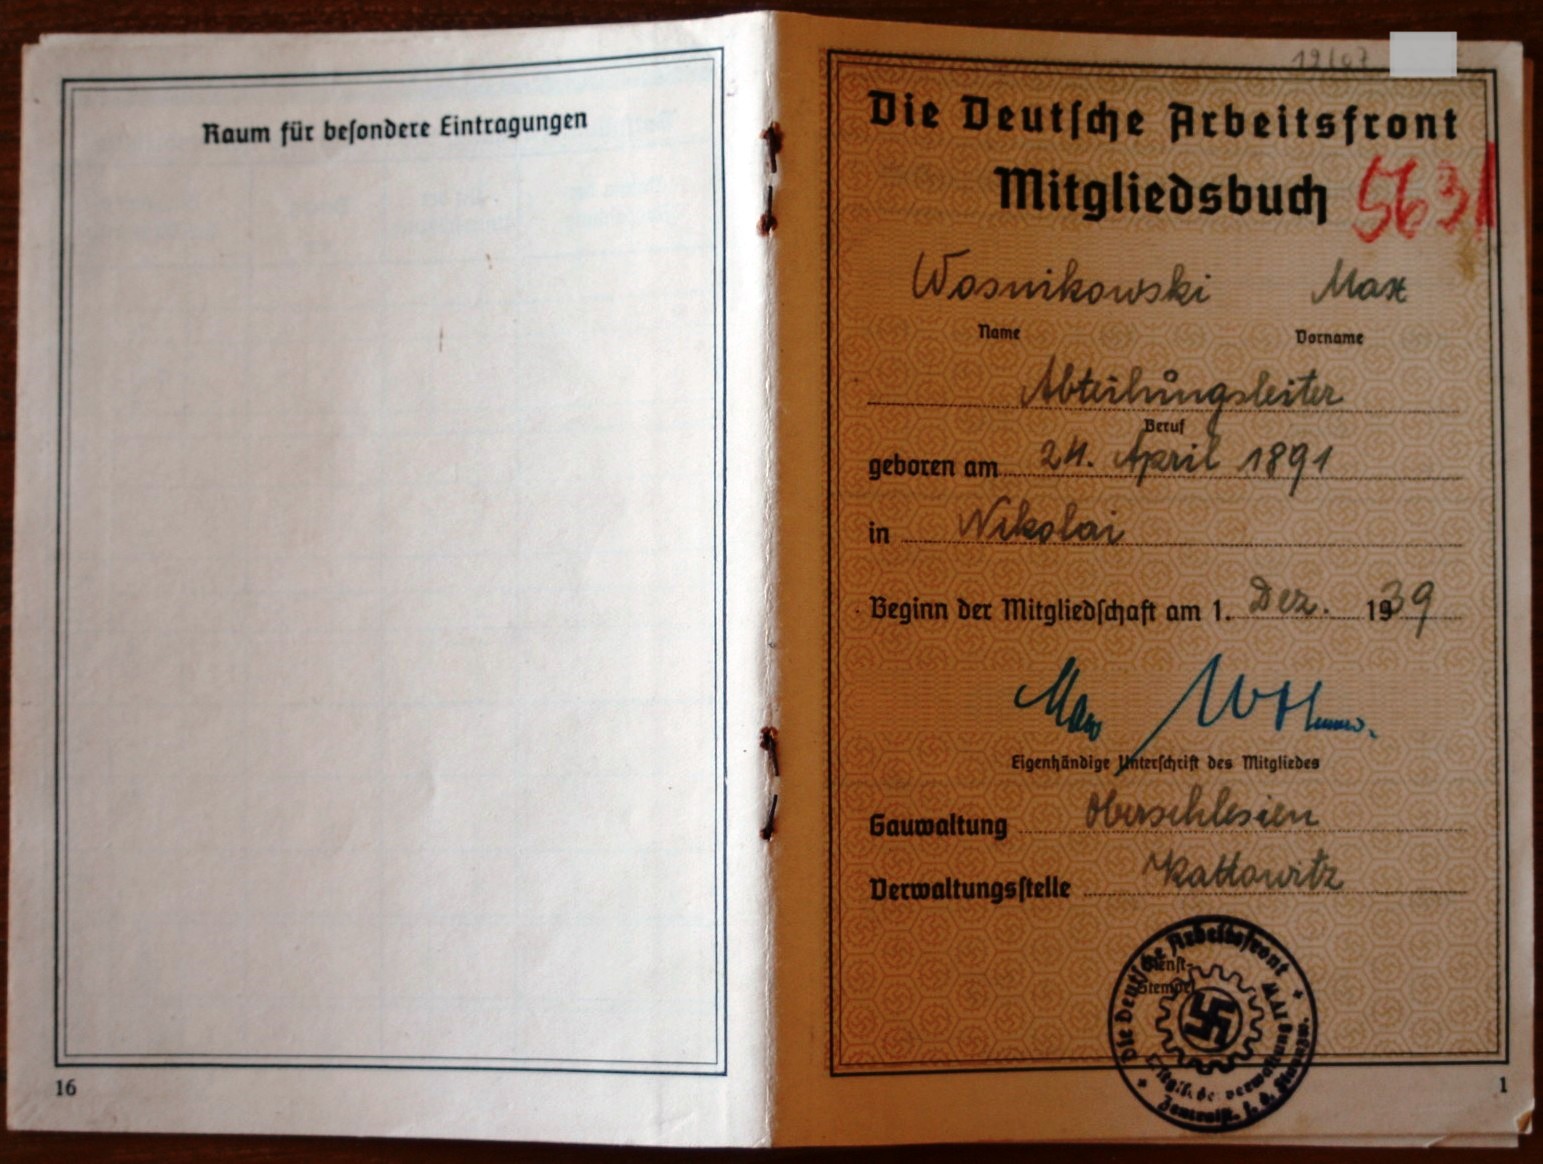 Raum für besondere Eintragungen
16
19107
Die Deutsche Arbeitsfront
Mitgliedsbuch 5631
Wosnikowski Max
Name Vorname
Abteilungsleiter
Beruf
geboren am 24. April 1891
in Nikolai
Beginn der Mitgliedschaft am 1. Dez. 1939
Max
Eigenhändige Unterschrift des Mitgliedes
Gauwaltung Oberschlesien
Verwaltungsstelle Kattowitz
Dienst-
Stempel
Die Deutsche Arbeitsfront
1